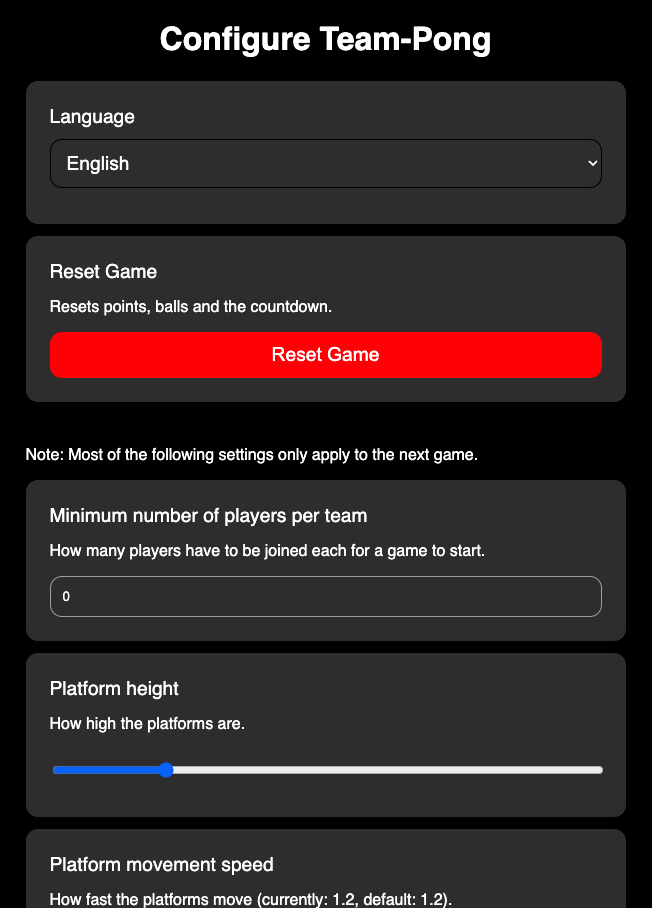 Configure Team-Pong
Language
English
Reset Game
Resets points, balls and the countdown.
Reset Game
Note: Most of the following settings only apply to the next game.
Minimum number of players per team
How many players have to be joined each for a game to start.
0
Platform height
How high the platforms are.
Platform movement speed
How fast the platforms move (currently: 1.2, default: 1.2).